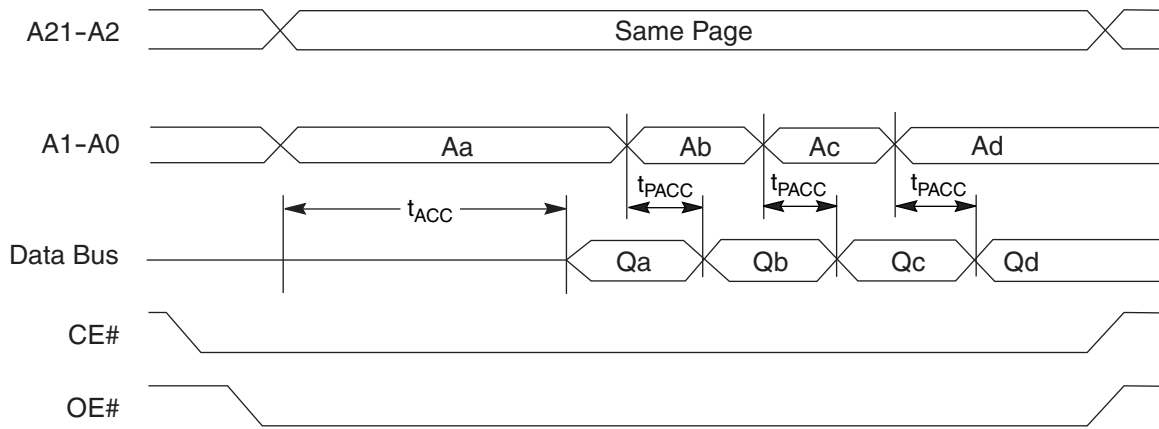 A21-A2 Same Page
A1-A0 Aa Ab Ac Ad
tPACC tPACC tPACC
tACC
Data Bus Qa Qb Qc Qd
CE#
OE#